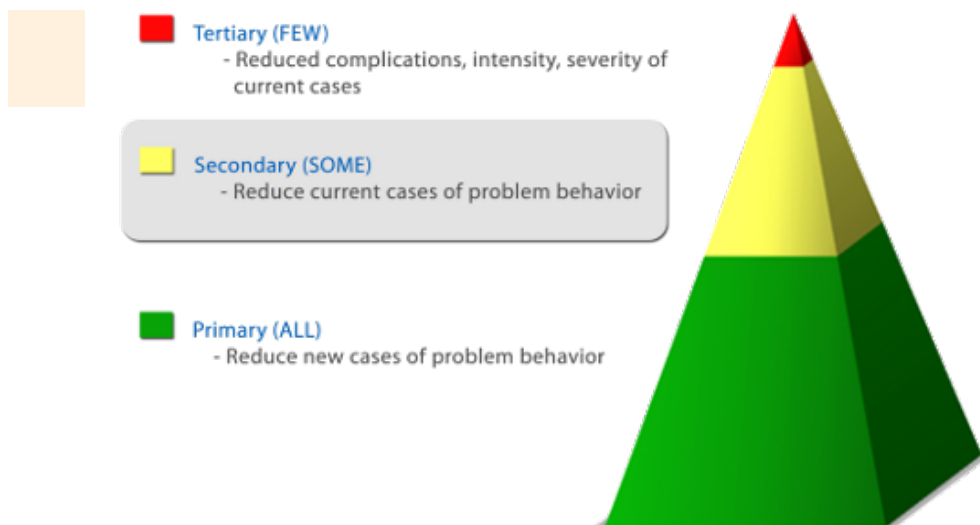 Tertiary (FEW)
- Reduced complications, intensity, severity of
current cases
Secondary (SOME)
- Reduce current cases of problem behavior
Primary (ALL)
- Reduce new cases of problem behavior